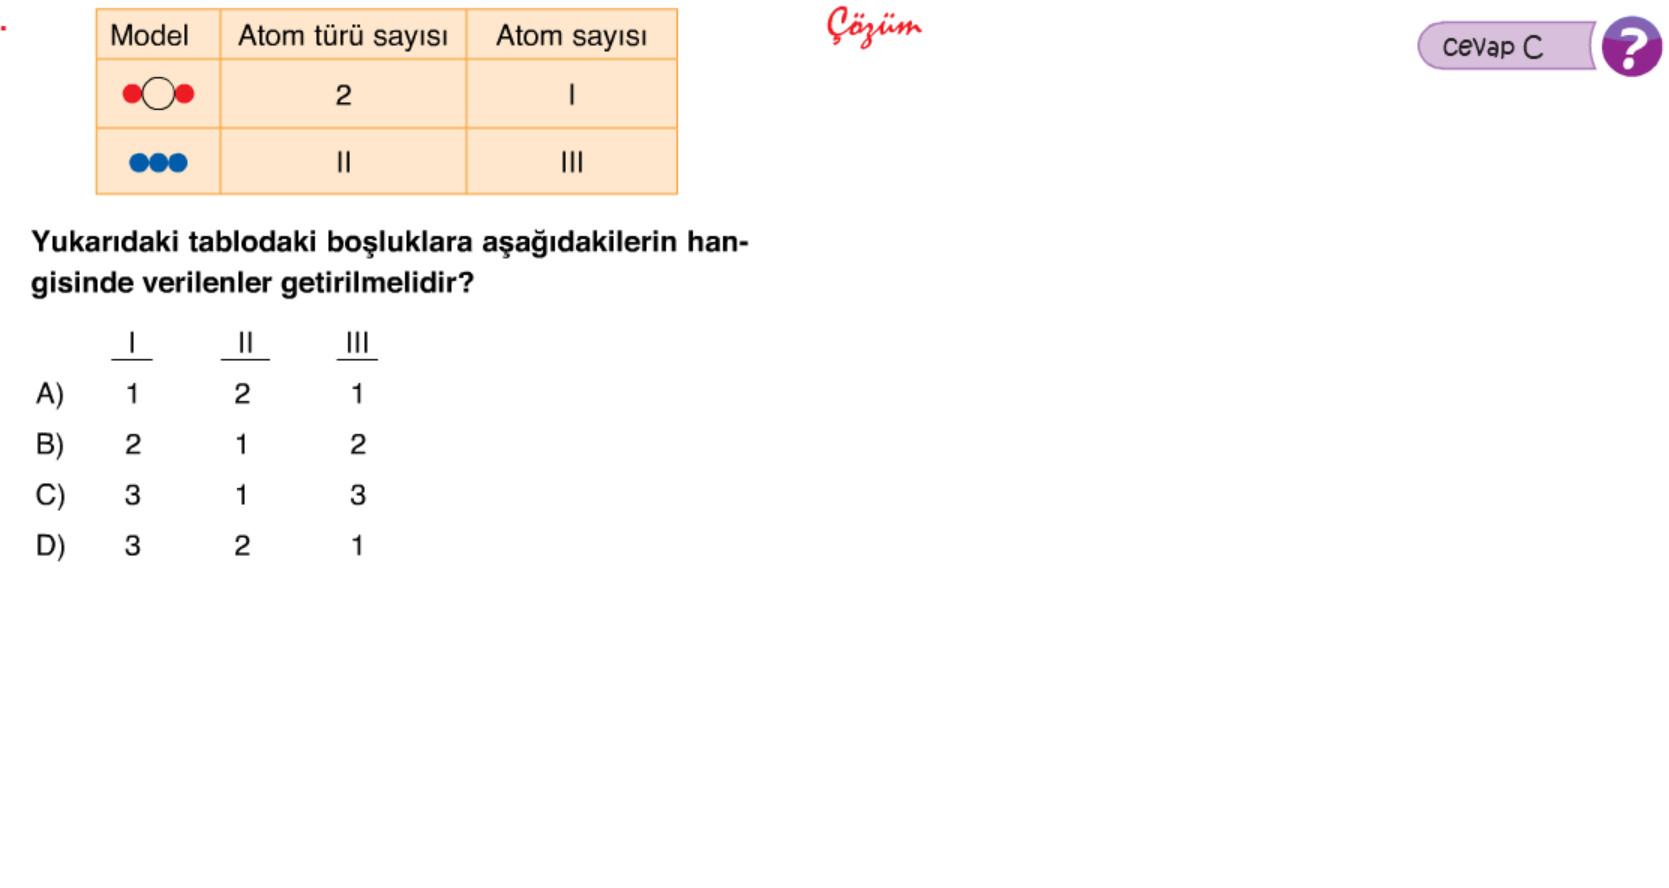 Model Atom türü sayısı Atom sayısı
2 I
II III
Yukarıdaki tablodaki boşluklara aşağıdakilerin han-
gisinde verilenler getirilmelidir?
I II III
A) 1 2 1
B) 2 1 2
C) 3 1 3
D) 3 2 1
Çözüm
cevap C
?